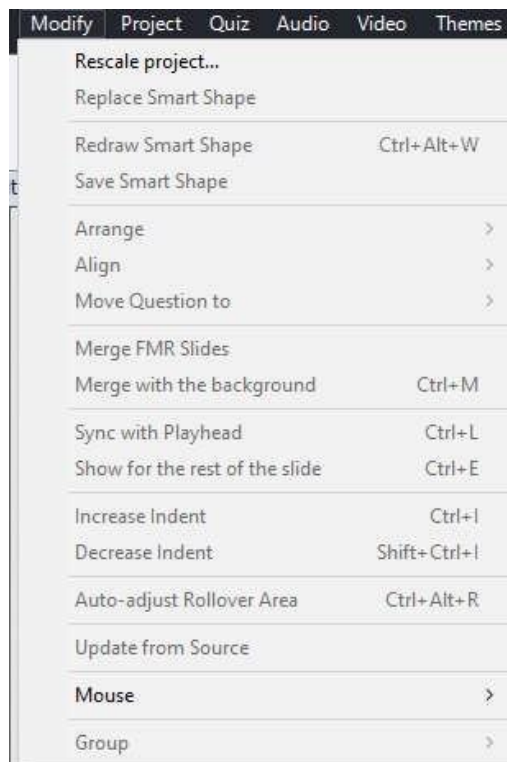 Modify Project Quiz Audio Video Themes
Rescale project...
Replace Smart Shape
Redraw Smart Shape Ctrl+Alt+W
Save Smart Shape
Arrange
Align
Move Question to
Merge FMR Slides
Merge with the background Ctrl+M
Sync with Playhead Ctrl+L
Show for the rest of the slide Ctrl+E
Increase Indent Ctrl+I
Decrease Indent Shift+Ctrl+I
Auto-adjust Rollover Area Ctrl+Alt+R
Update from Source
Mouse
Group